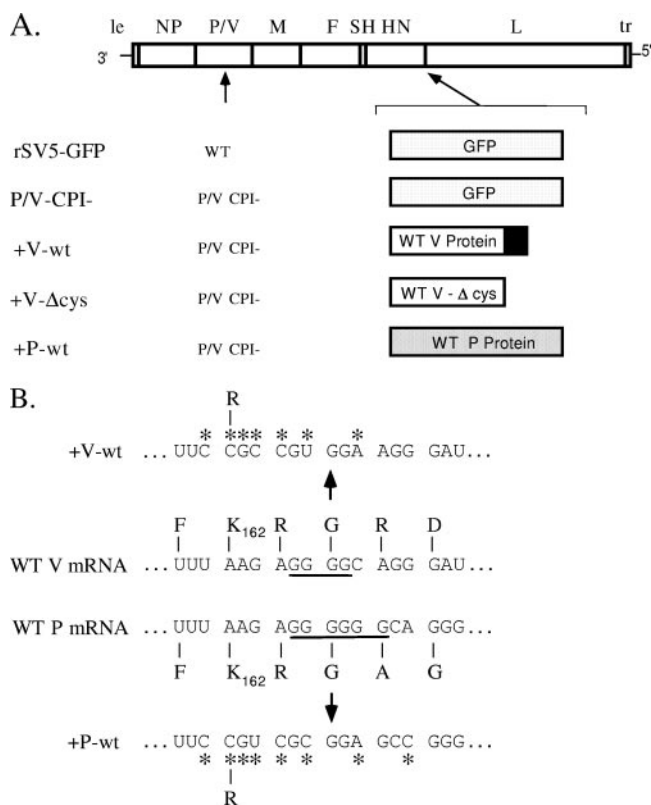 A.
le NP P/V M F SH HN L tr
3' 5'
rSV5-GFP WT GFP
P/V-CPI- P/V CPI- GFP
+V-wt P/V CPI- WT V Protein
+V-Δcys P/V CPI- WT V - Δ cys
+P-wt P/V CPI- WT P Protein
B.
R
* **** * * *
+V-wt ...UUC CGC CGU GGA AGG GAU...
F K162 R G R D
WT V mRNA ...UUU AAG AGG GGC AGG GAU...
WT P mRNA ...UUU AAG AGG GGG GCA GGG...
F K162 R G A G
+P-wt ...UUC CGU CGC GGA GCC GGG...
* *** * * * *
R